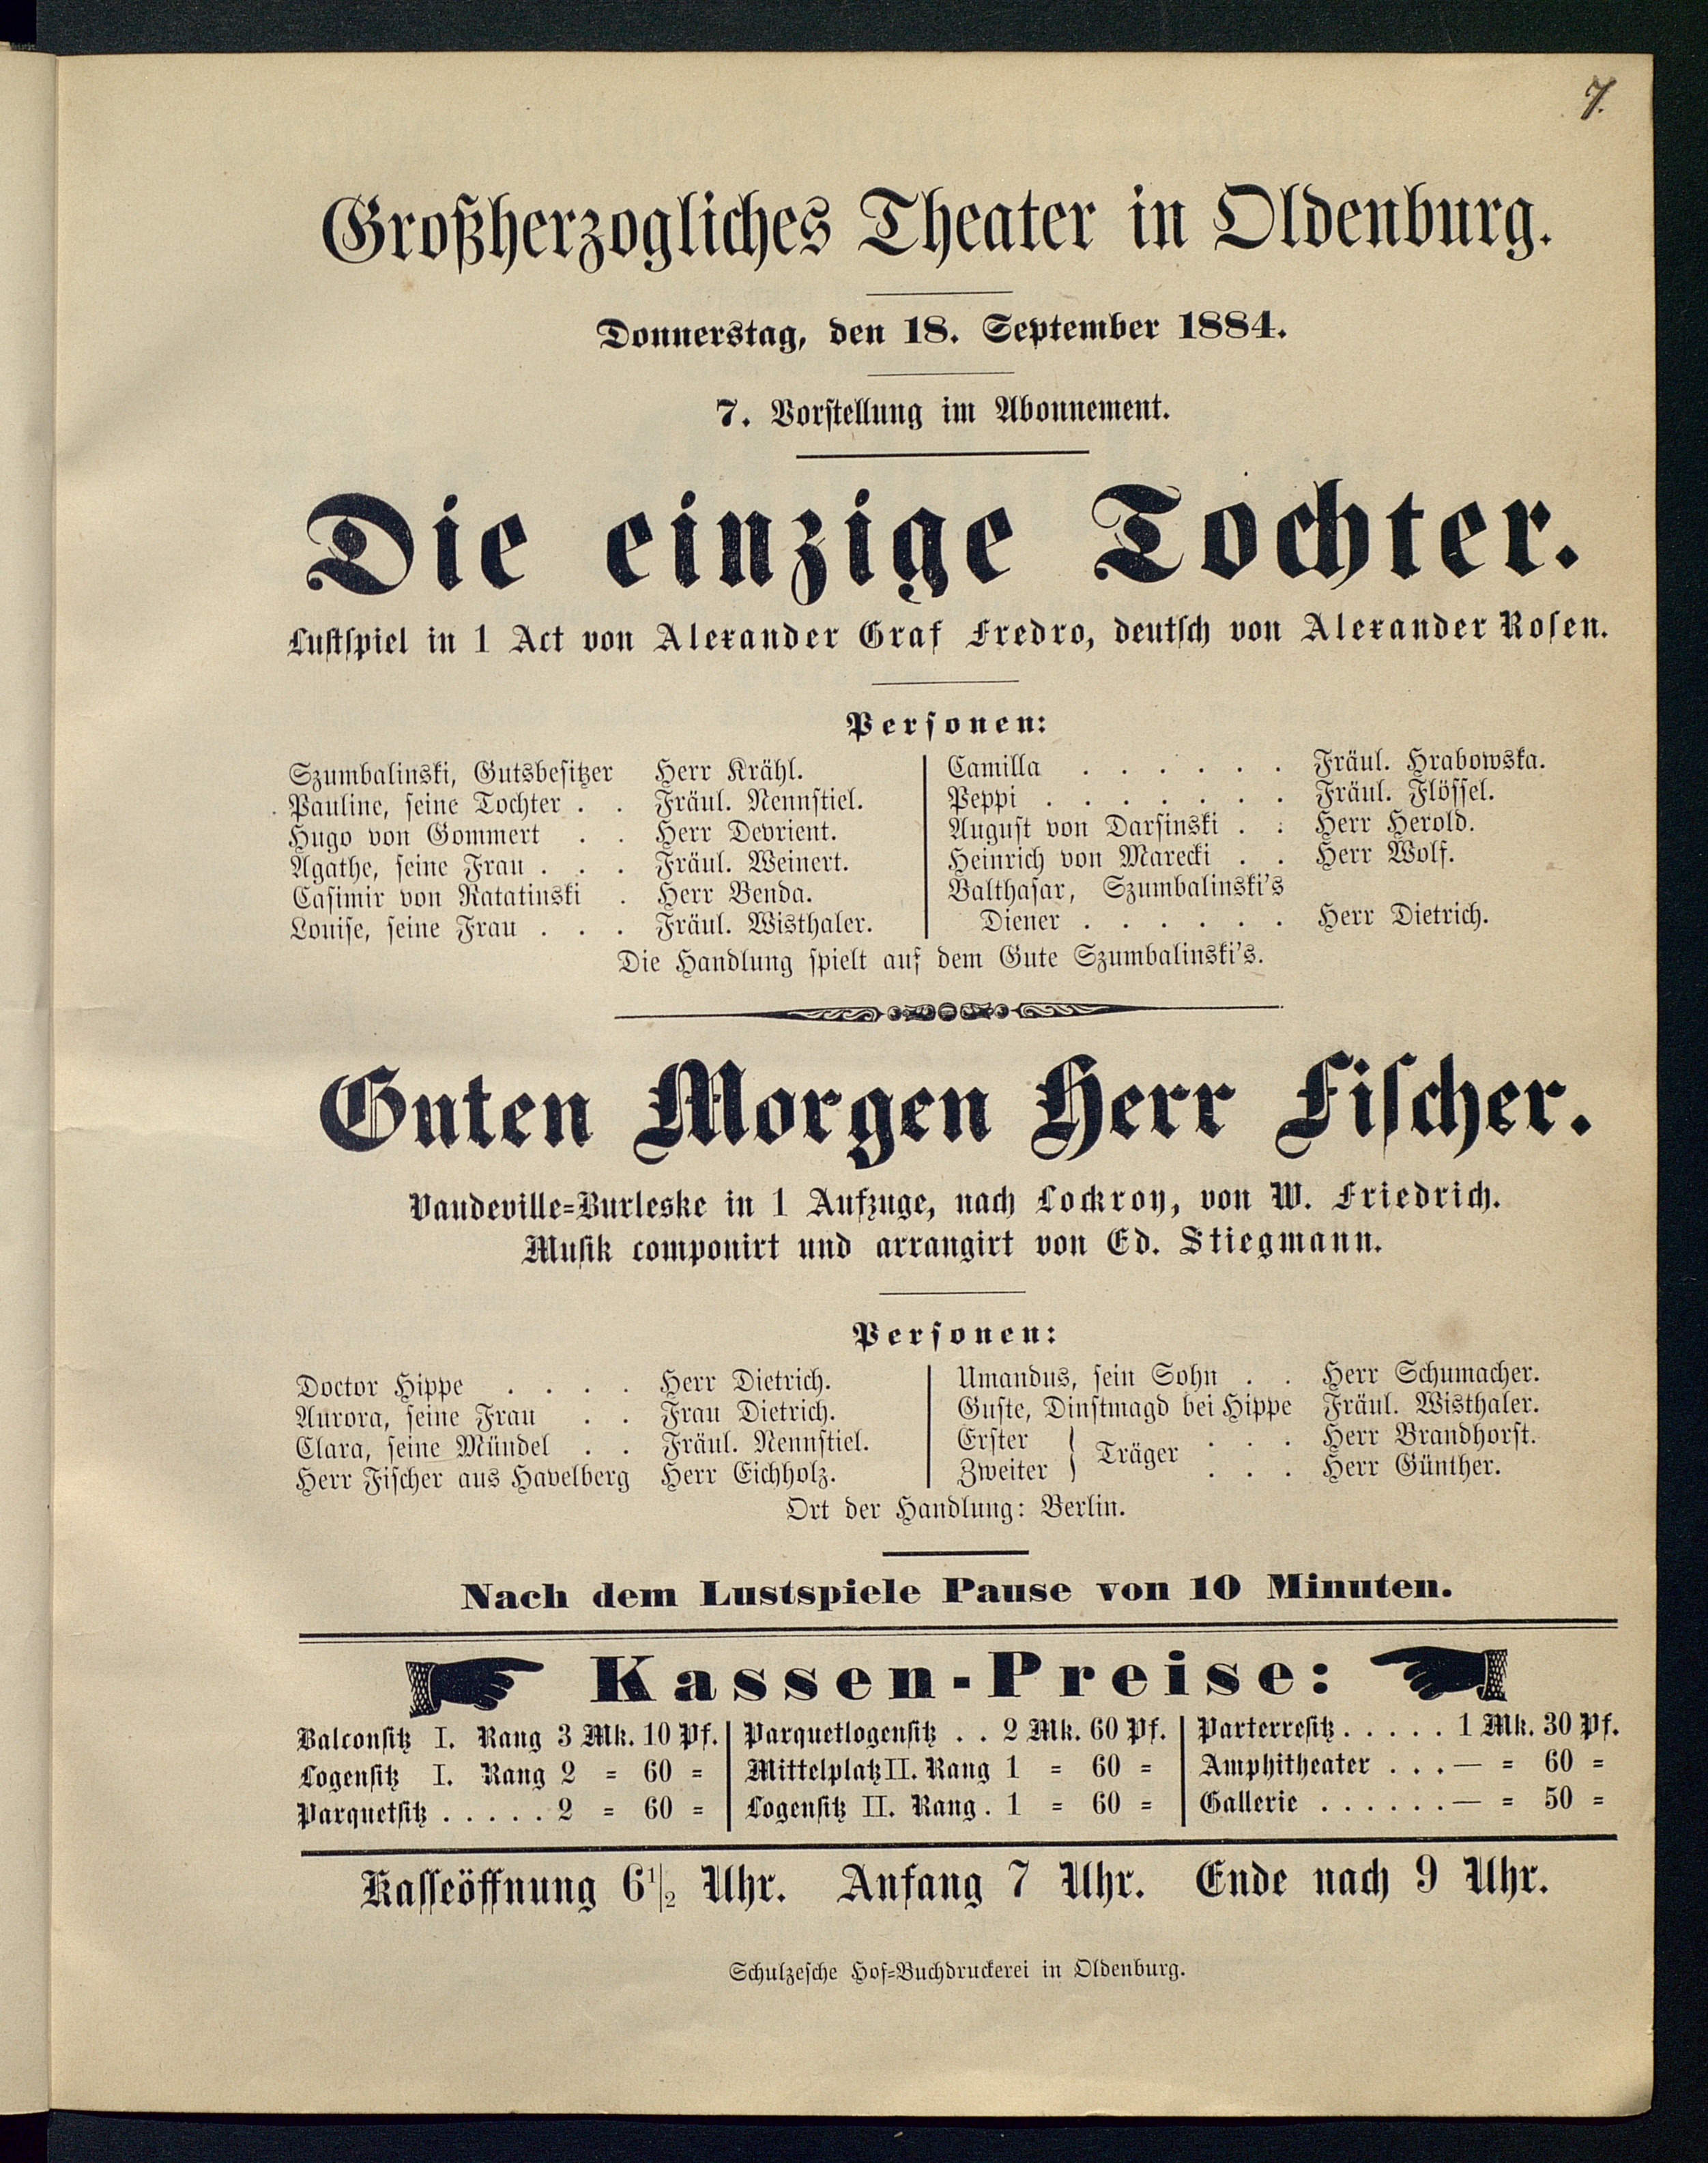 7.
Großherzogliches Theater in Oldenburg.
Donnerstag, den 18. September 1884.
7. Vorstellung im Abonnement.
Die einzige Tochter.
Lustspiel in 1 Act von Alexander Graf Fredro, deutsch von Alexander Rosen.
Personen:
Szumbalinski, Gutsbesitzer Herr Krähl.
Pauline, seine Tochter . . Fräul. Nennstiel.
Hugo von Gommert . . Herr Devrient.
Agathe, seine Frau . . . Fräul. Weinert.
Casimir von Ratatinski . Herr Benda.
Louise, seine Frau . . . Fräul. Wisthaler.
Camilla . . . . . . Fräul. Hrabowska.
Peppi . . . . . . . Fräul. Flössel.
August von Darsinski . . Herr Herold.
Heinrich von Marecki . . Herr Wolf.
Balthasar, Szumbalinski's
Diener . . . . . . Herr Dietrich.
Die Handlung spielt auf dem Gute Szumbalinski's.
Guten Morgen Herr Fischer.
Vaudeville=Burleske in 1 Aufzuge, nach Lockroy, von W. Friedrich.
Musik componirt und arrangirt von Ed. Stiegmann.
Personen:
Doctor Hippe . . . . Herr Dietrich.
Aurora, seine Frau . . Frau Dietrich.
Clara, seine Mündel . . Fräul. Nennstiel.
Herr Fischer aus Havelberg Herr Eichholz.
Amandus, sein Sohn . . Herr Schumacher.
Guste, Dinstmagd bei Hippe Fräul. Wisthaler.
Erster } Träger . . . Herr Brandhorst.
Zweiter } . . . Herr Günther.
Ort der Handlung: Berlin.
Nach dem Lustspiele Pause von 10 Minuten.
Kassen-Preise:
Balconsitz I. Rang 3 Mk. 10 Pf.
Logensitz I. Rang 2 = 60 =
Parquetsitz . . . . . 2 = 60 =
Parquetlogensitz . . 2 Mk. 60 Pf.
Mittelplatz II. Rang 1 = 60 =
Logensitz II. Rang . 1 = 60 =
Parterresitz . . . . . 1 Mk. 30 Pf.
Amphitheater . . . — = 60 =
Gallerie . . . . . . — = 50 =
Kasseöffnung 6 1/2 Uhr. Anfang 7 Uhr. Ende nach 9 Uhr.
Schulzesche Hof=Buchdruckerei in Oldenburg.